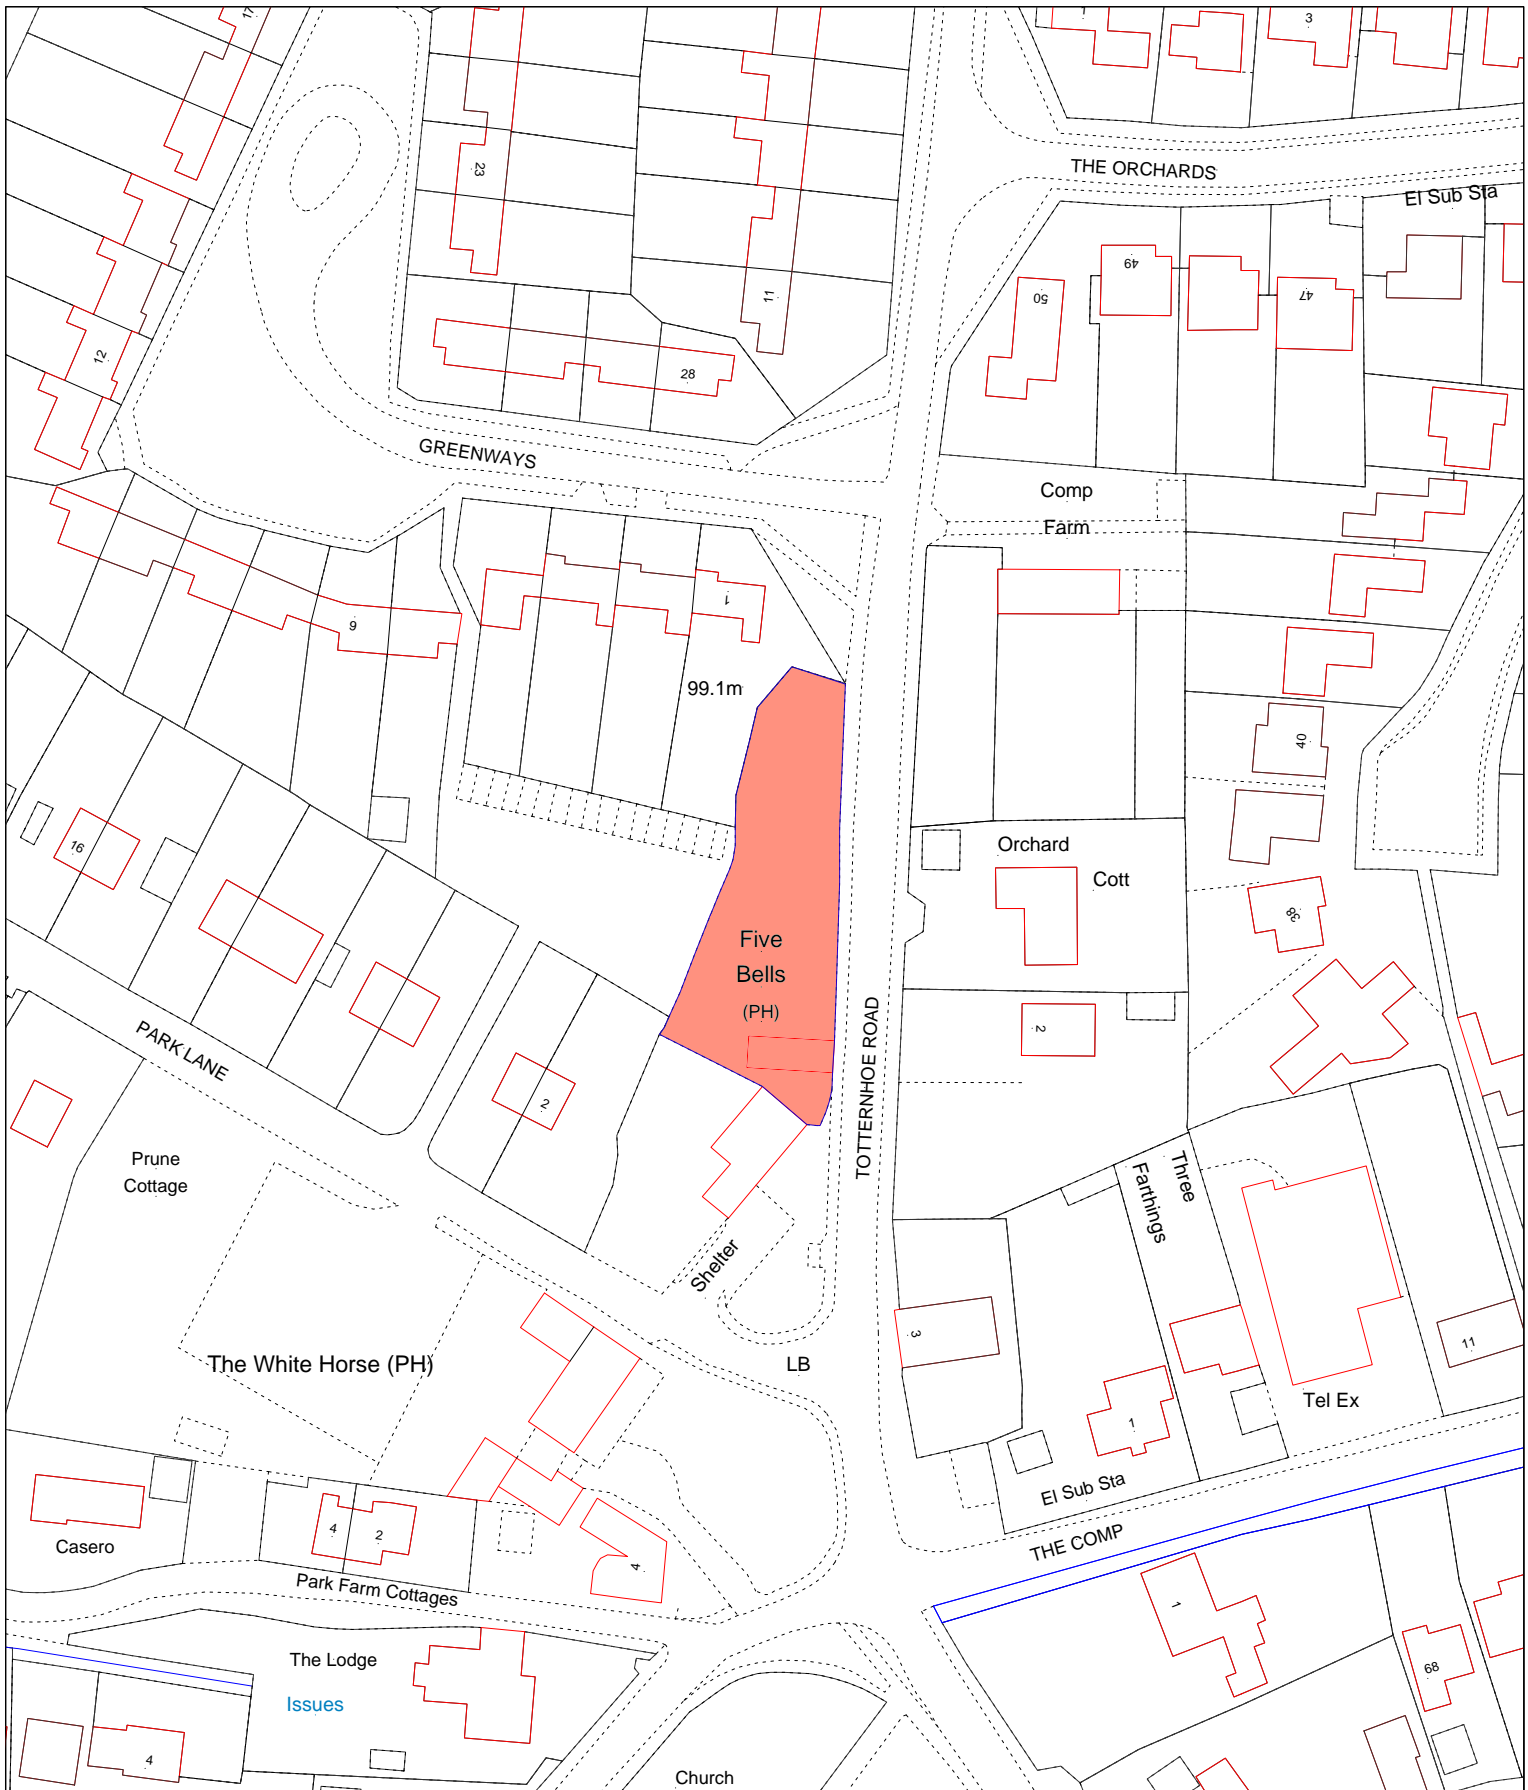 17
3
THE ORCHARDS
El Sub Sta
23
49
50
47
11
12
28
GREENWAYS
Comp
Farm
1
9
99.1m
40
16
Orchard
Cott
38
Five
Bells
(PH)
2
PARK LANE
TOTTERNHOE ROAD
2
Prune
Cottage
Three
Farthings
Shelter
3
The White Horse (PH)
LB
11
Tel Ex
1
El Sub Sta
4
2
Casero
THE COMP
4
Park Farm Cottages
1
The Lodge
68
Issues
4
Church